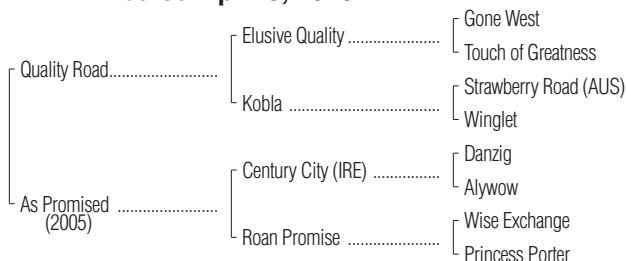 Gone West
Elusive Quality ......................
Touch of Greatness
Quality Road..........................
Strawberry Road (AUS)
Kobla ....................................
Winglet
Danzig
Century City (IRE) ................
Alywow
As Promised ........................
(2005)
Wise Exchange
Roan Promise ......................
Princess Porter